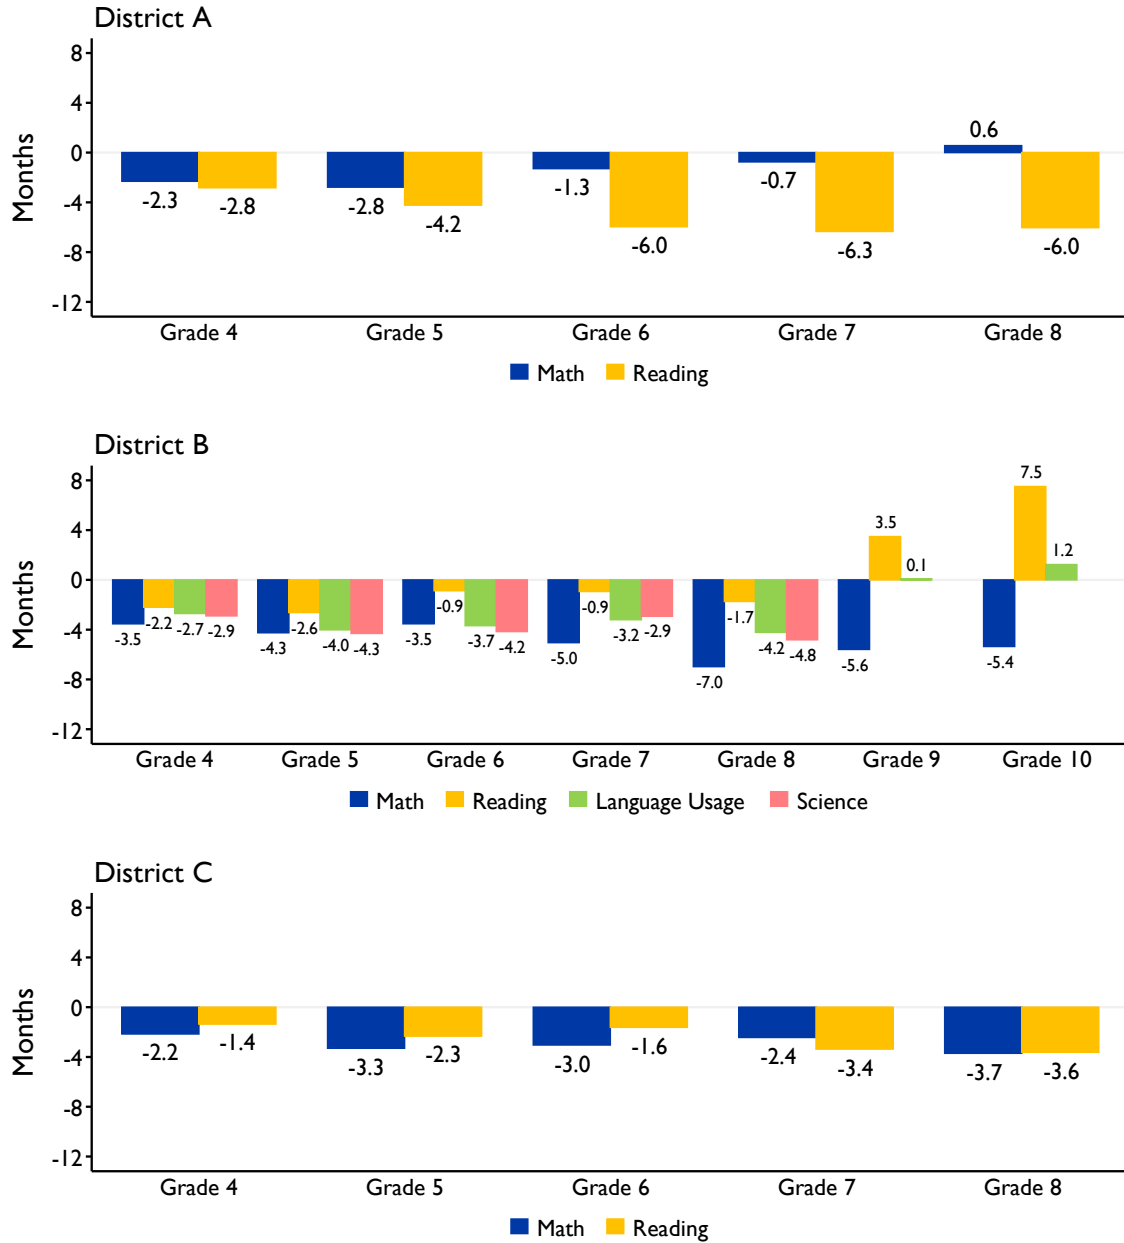 District A
8
4
0
-4
-8
-12
Months
-2.3 -2.8 -2.8 -4.2 -1.3 -6.0 -0.7 -6.3 0.6 -6.0
Grade 4 Grade 5 Grade 6 Grade 7 Grade 8
Math Reading
District B
8
4
0
-4
-8
-12
Months
-3.5 -2.2 -2.7 -2.9 -4.3 -2.6 -4.0 -4.3 -3.5 -0.9 -3.7 -4.2 -5.0 -0.9 -3.2 -2.9 -7.0 -1.7 -4.2 -4.8 -5.6 3.5 0.1 -5.4 7.5 1.2
Grade 4 Grade 5 Grade 6 Grade 7 Grade 8 Grade 9 Grade 10
Math Reading Language Usage Science
District C
8
4
0
-4
-8
-12
Months
-2.2 -1.4 -3.3 -2.3 -3.0 -1.6 -2.4 -3.4 -3.7 -3.6
Grade 4 Grade 5 Grade 6 Grade 7 Grade 8
Math Reading